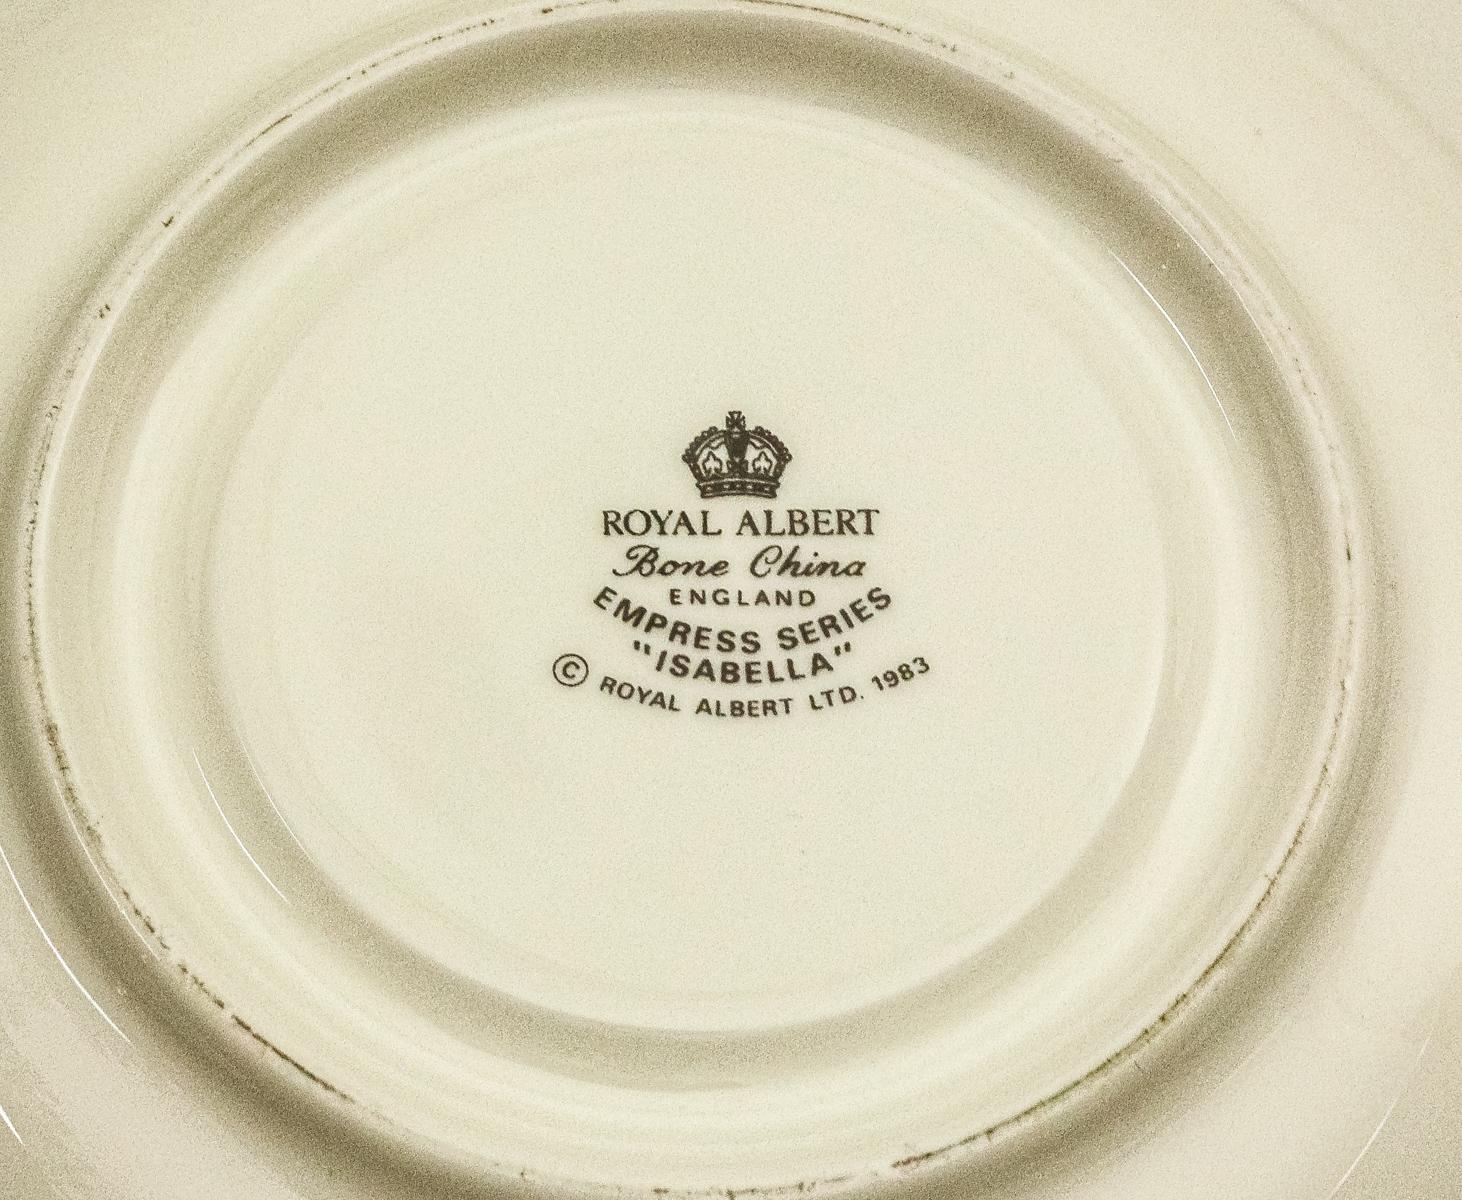 ROYAL ALBERT
Bone China
ENGLAND
EMPRESS SERIES
"ISABELLA"
© ROYAL ALBERT LTD. 1983